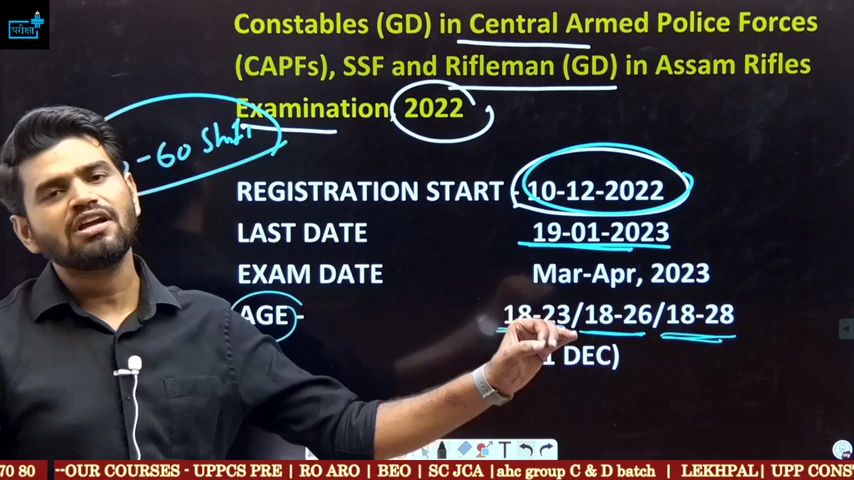 परीक्षा
Constables (GD) in Central Armed Police Forces
(CAPFs), SSF and Rifleman (GD) in Assam Rifles
Examination, 2022
-60 Shift
REGISTRATION START - 10-12-2022
LAST DATE 19-01-2023
EXAM DATE Mar-Apr, 2023
AGE - 18-23/18-26/18-28
DEC)
70 80 --OUR COURSES - UPPCS PRE | RO ARO | BEO | SC JCA |ahc group C & D batch | LEKHPAL| UPP CONS